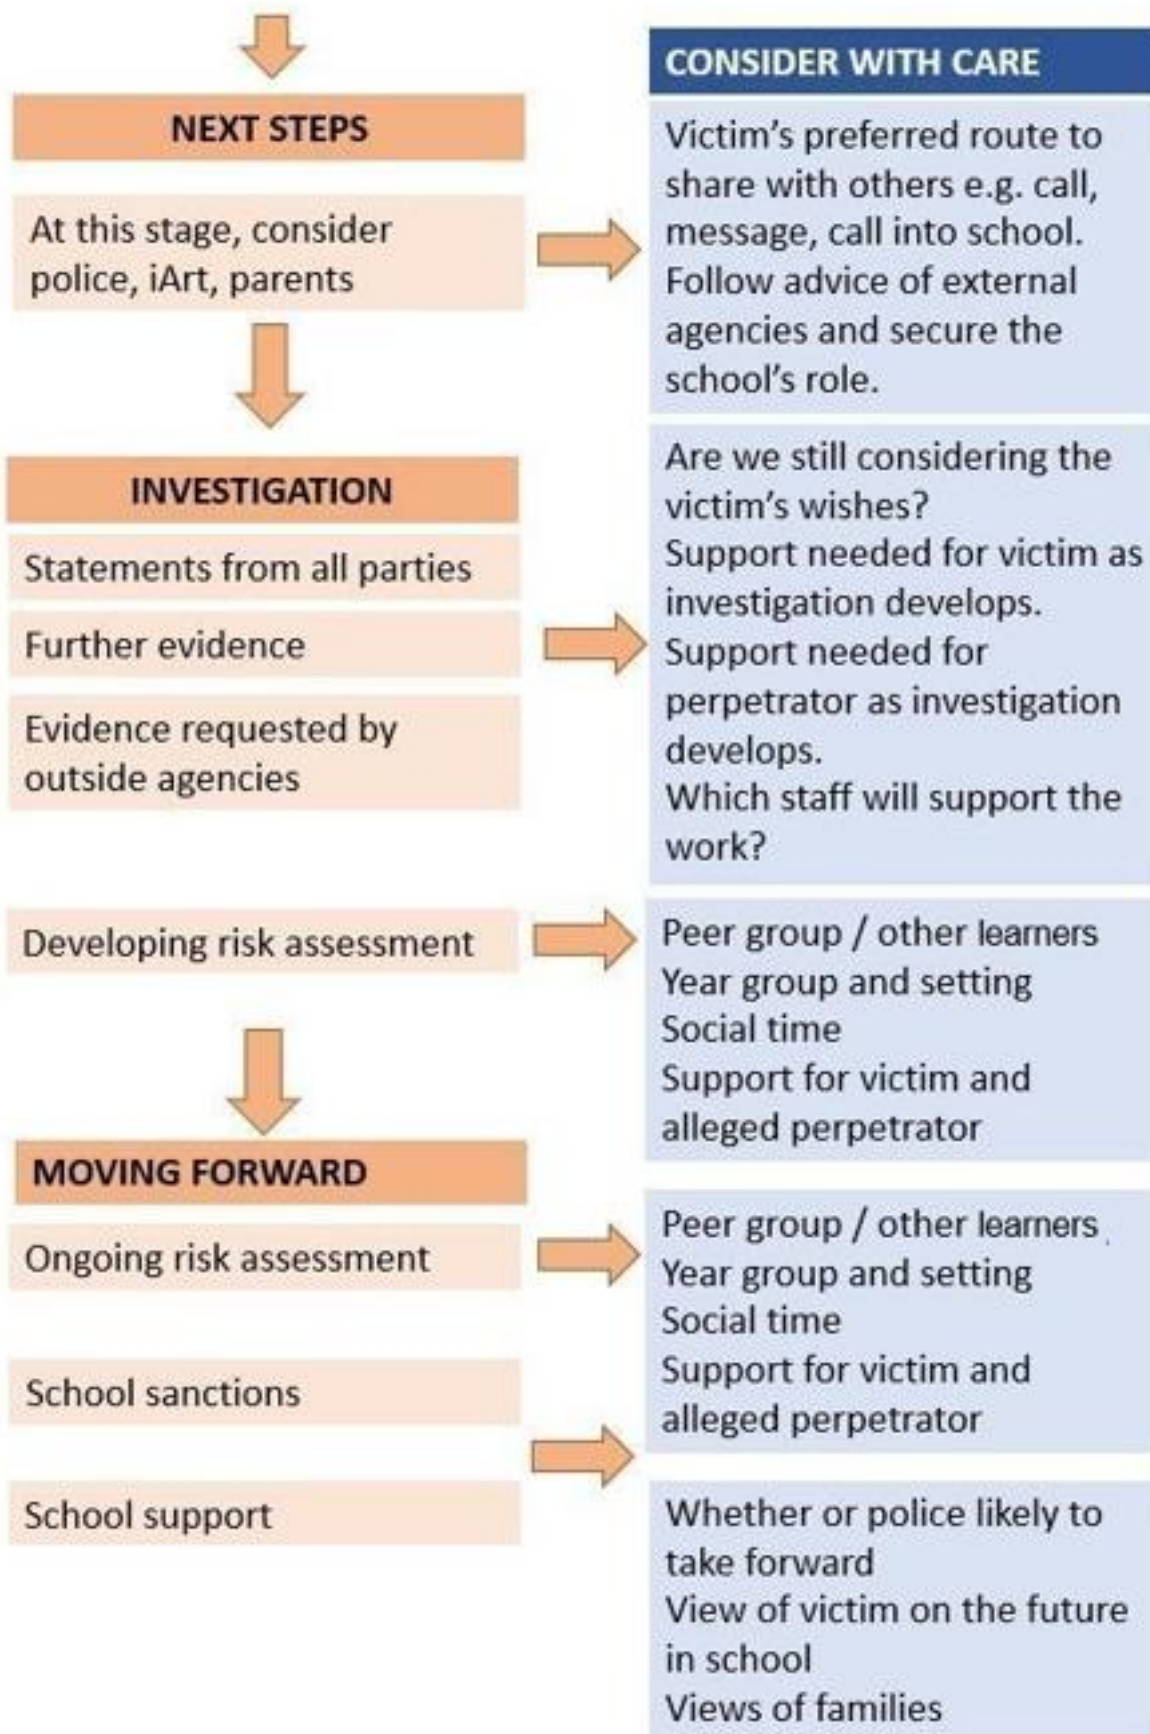 NEXT STEPS
At this stage, consider
police, iArt, parents
CONSIDER WITH CARE
Victim's preferred route to
share with others e.g. call,
message, call into school.
Follow advice of external
agencies and secure the
school's role.
INVESTIGATION
Statements from all parties
Further evidence
Evidence requested by
outside agencies
Are we still considering the
victim's wishes?
Support needed for victim as
investigation develops.
Support needed for
perpetrator as investigation
develops.
Which staff will support the
work?
Developing risk assessment
Peer group / other learners
Year group and setting
Social time
Support for victim and
alleged perpetrator
MOVING FORWARD
Ongoing risk assessment
Peer group / other learners
Year group and setting
Social time
Support for victim and
alleged perpetrator
School sanctions
School support
Whether or police likely to
take forward
View of victim on the future
in school
Views of families